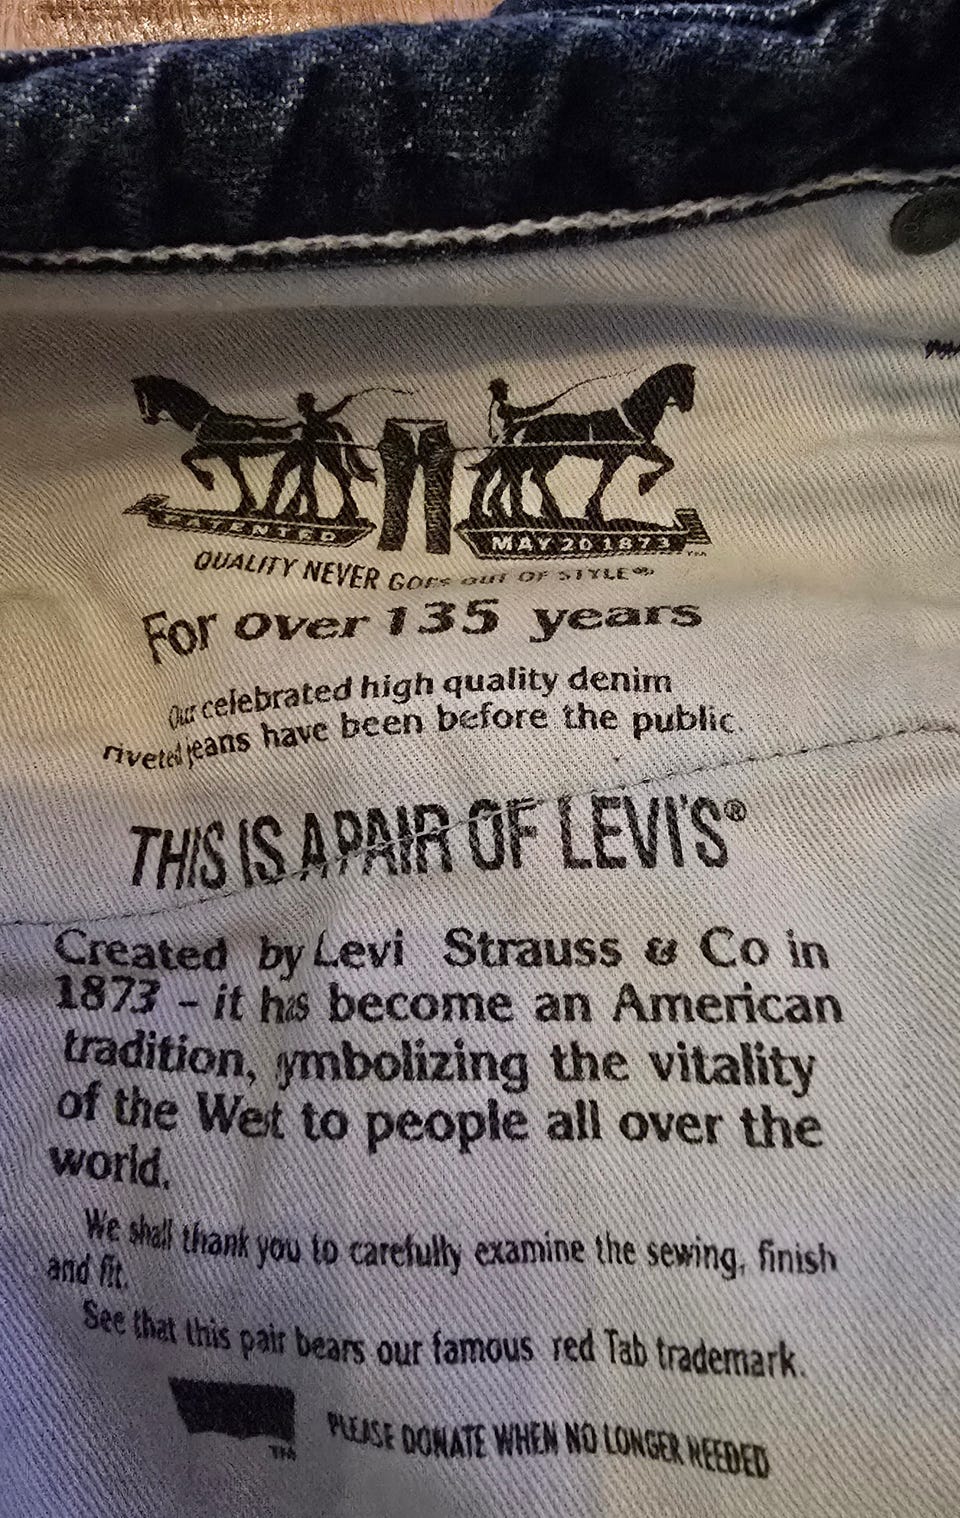 PATENTED MAY 20 1873 TM
QUALITY NEVER GOES OUT OF STYLE®
For over 135 years
Our celebrated high quality denim
riveted jeans have been before the public
THIS IS A PAIR OF LEVI'S®
Created by Levi Strauss & Co in
1873 - it has become an American
tradition, symbolizing the vitality
of the West to people all over the
world.
We shall thank you to carefully examine the sewing, finish
and fit.
See that this pair bears our famous red Tab trademark.
TM PLEASE DONATE WHEN NO LONGER NEEDED